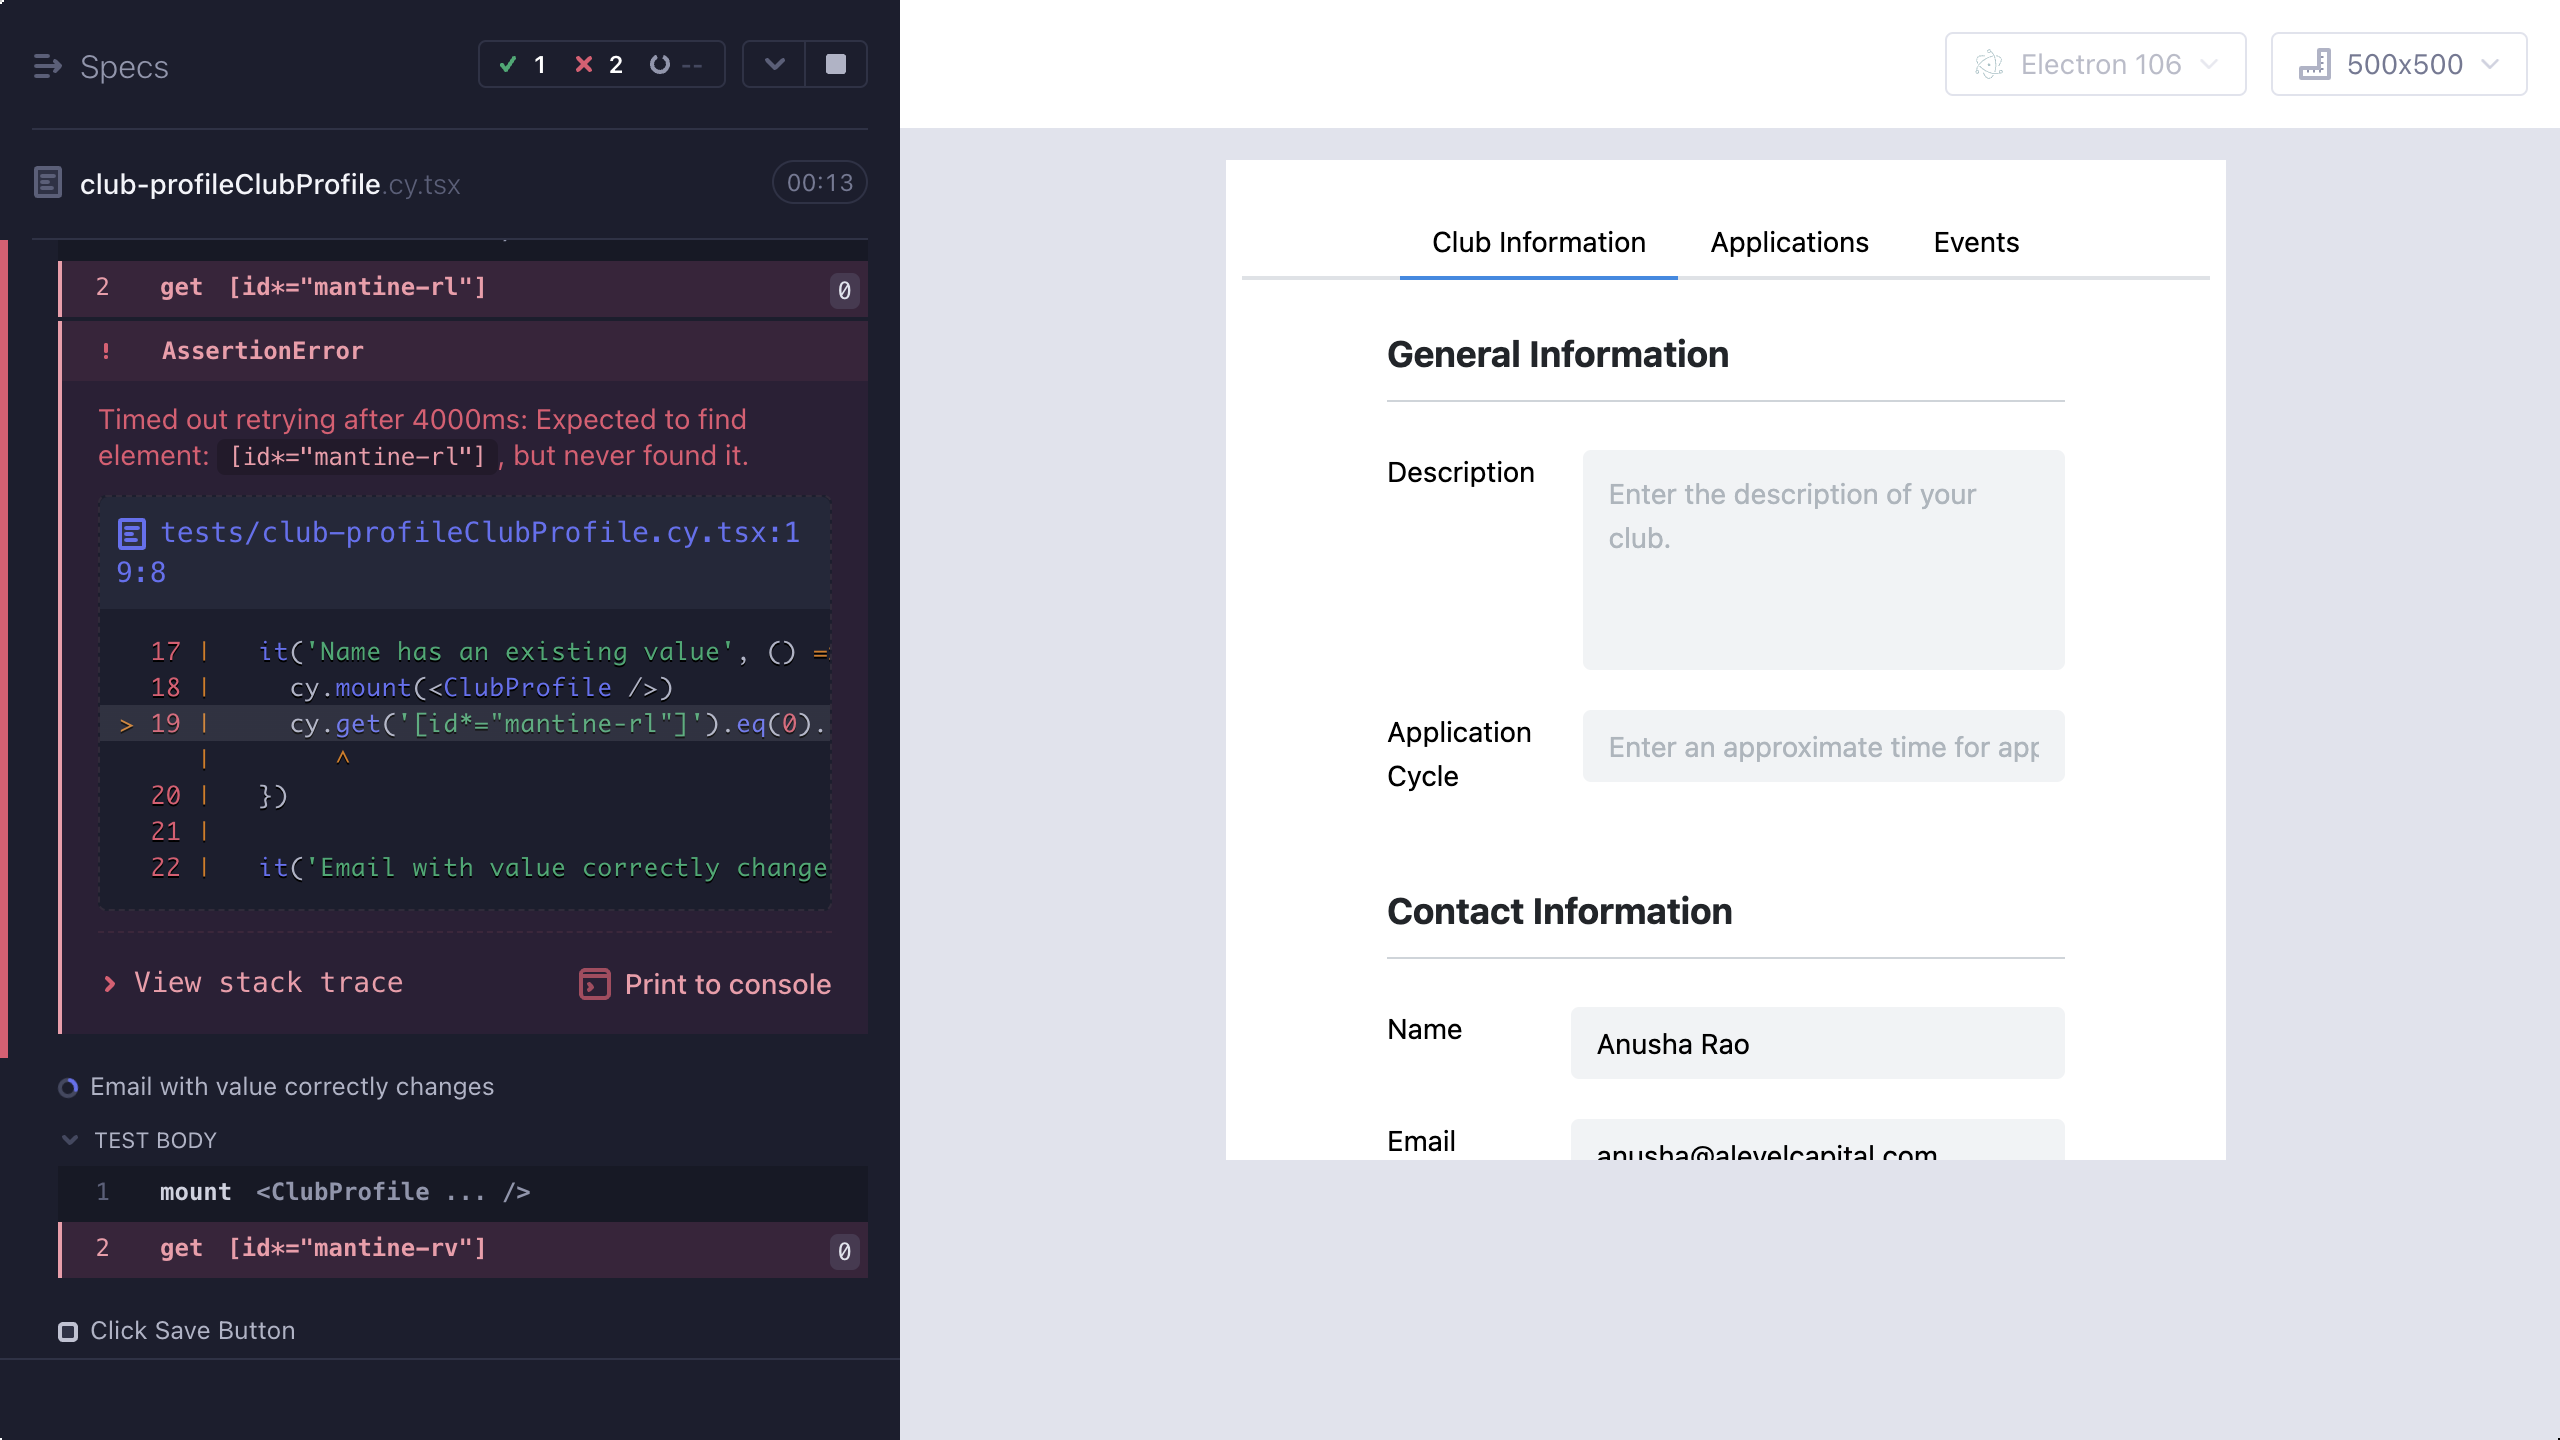 Specs
1 2 --
club-profileClubProfile.cy.tsx
00:13
2 get [id*="mantine-rl"] 0
! AssertionError
Timed out retrying after 4000ms: Expected to find
element: [id*="mantine-rl"], but never found it.
tests/club-profileClubProfile.cy.tsx:1
9:8
17 | it('Name has an existing value', () =
18 | cy.mount(<ClubProfile />)
> 19 | cy.get('[id*="mantine-rl"]').eq(0).
| ^
20 | })
21 |
22 | it('Email with value correctly change
View stack trace
Print to console
Email with value correctly changes
TEST BODY
1 mount <ClubProfile ... />
2 get [id*="mantine-rv"] 0
Click Save Button
Electron 106
500x500
Club Information Applications Events
General Information
Description
Enter the description of your
club.
Application
Cycle
Enter an approximate time for app
Contact Information
Name
Anusha Rao
Email
anusha@alevelcapital.com